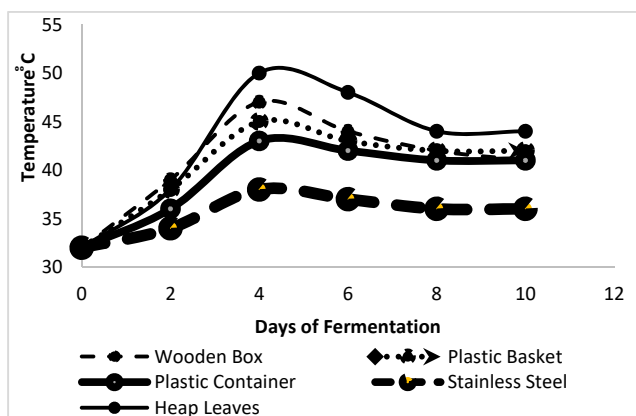 55
50
45
40
35
30
Temperature°C
0 2 4 6 8 10 12
Days of Fermentation
Wooden Box Plastic Basket
Plastic Container Stainless Steel
Heap Leaves